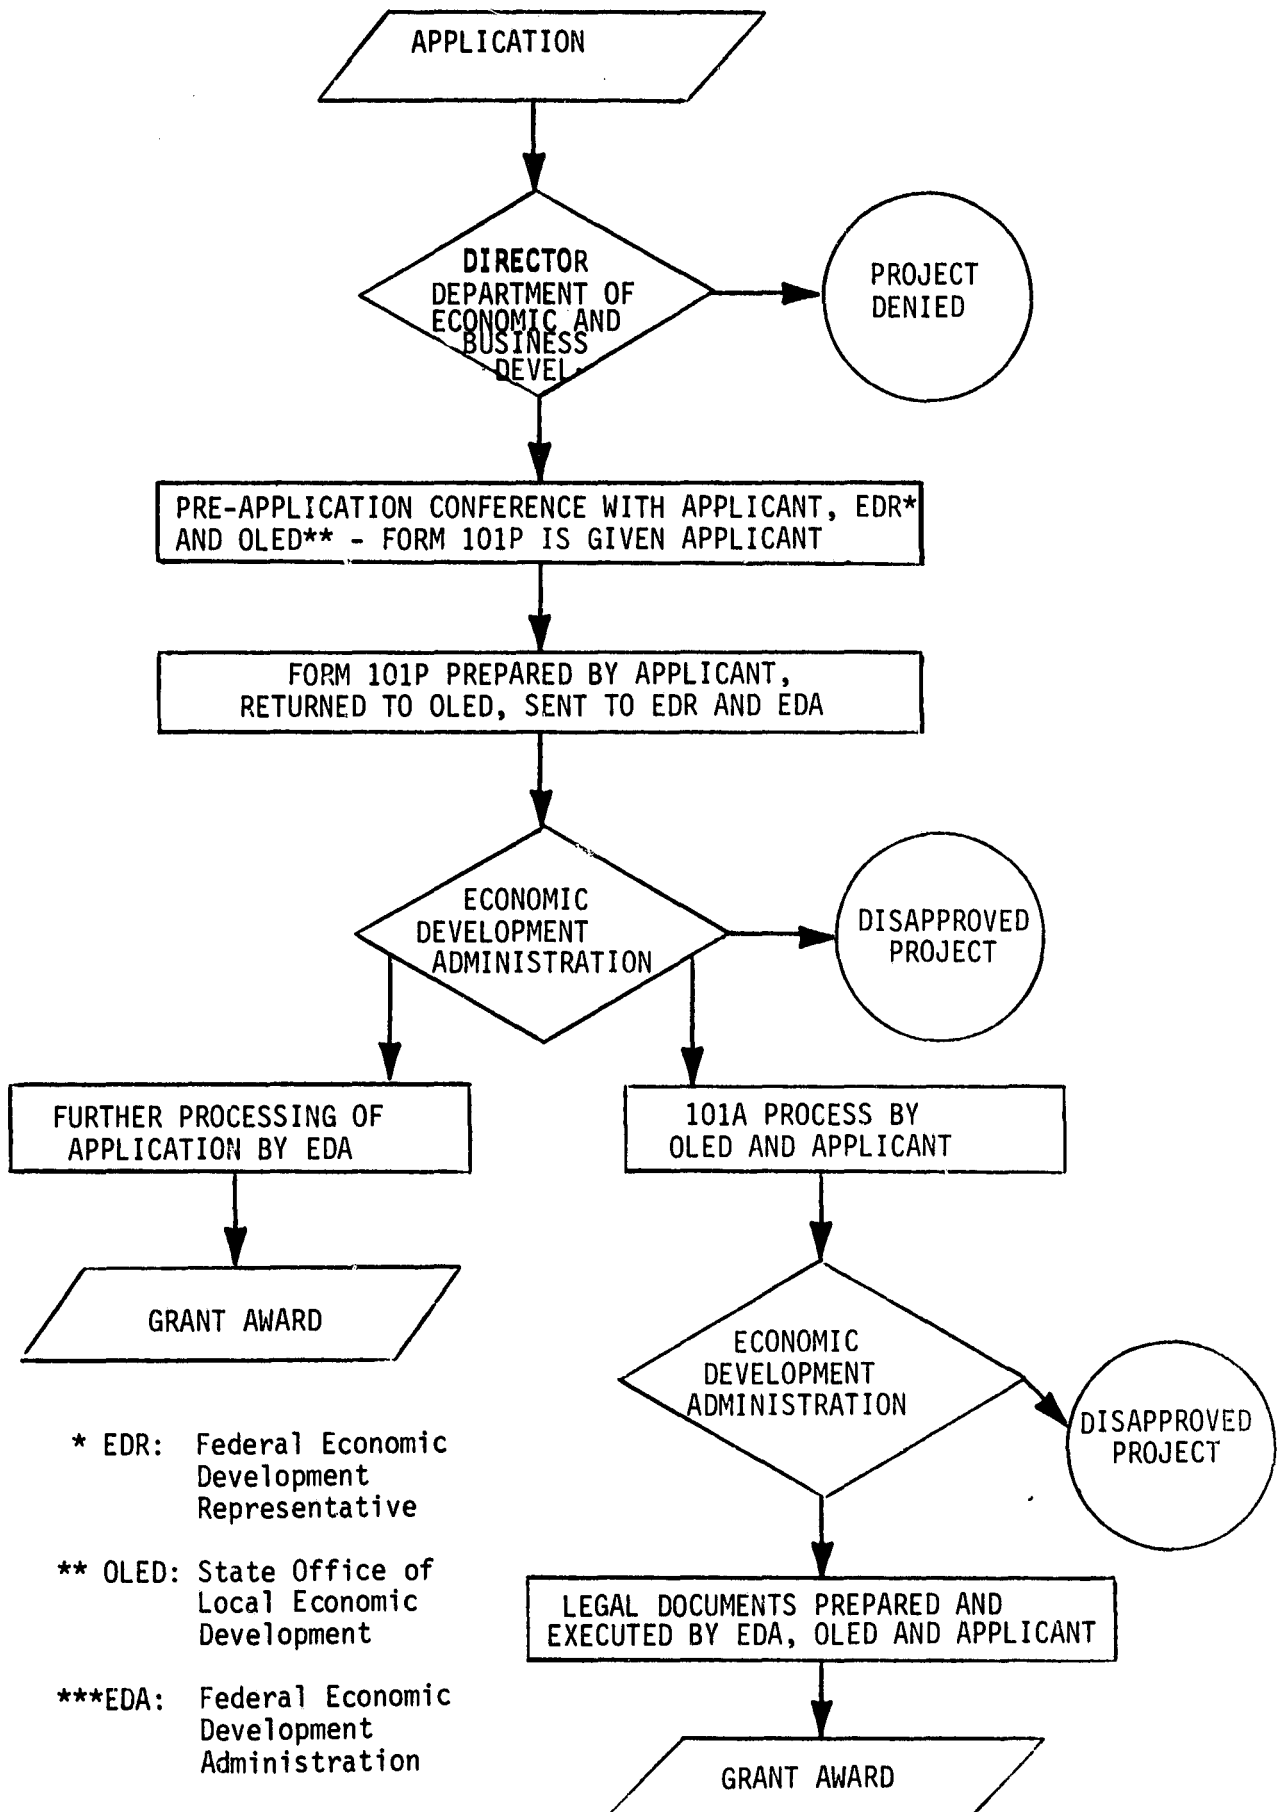 APPLICATION
DIRECTOR
DEPARTMENT OF
ECONOMIC AND
BUSINESS
DEVEL.
PROJECT
DENIED
PRE-APPLICATION CONFERENCE WITH APPLICANT, EDR*
AND OLED** - FORM 101P IS GIVEN APPLICANT
FORM 101P PREPARED BY APPLICANT,
RETURNED TO OLED, SENT TO EDR AND EDA
ECONOMIC
DEVELOPMENT
ADMINISTRATION
DISAPPROVED
PROJECT
FURTHER PROCESSING OF
APPLICATION BY EDA
101A PROCESS BY
OLED AND APPLICANT
GRANT AWARD
ECONOMIC
DEVELOPMENT
ADMINISTRATION
DISAPPROVED
PROJECT
* EDR: Federal Economic
Development
Representative
** OLED: State Office of
Local Economic
Development
***EDA: Federal Economic
Development
Administration
LEGAL DOCUMENTS PREPARED AND
EXECUTED BY EDA, OLED AND APPLICANT
GRANT AWARD